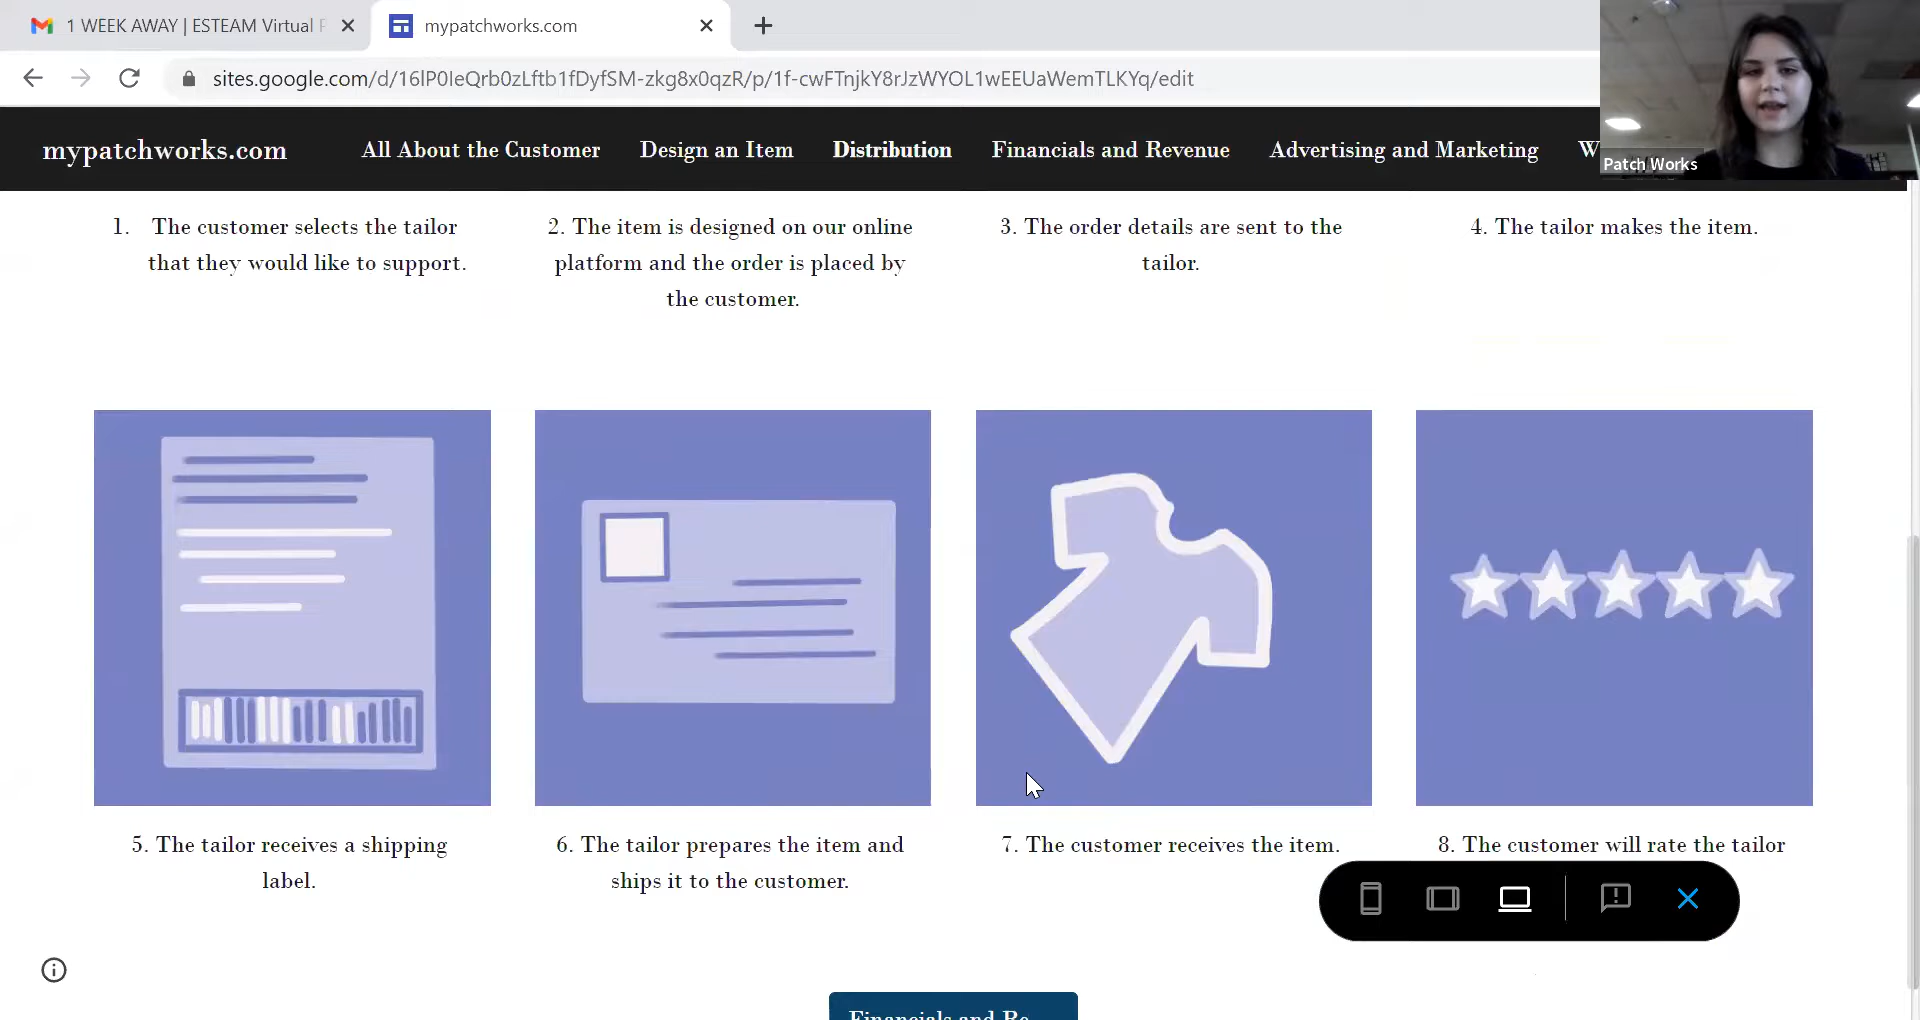 1 WEEK AWAY | ESTEAM Virtual
mypatchworks.com
sites.google.com/d/16lP0leQrb0zLftb1fDyfSM-zkg8x0qzR/p/1f-cwFTnjkY8rJzWYOL1wEEUaWemTLKYq/edit
mypatchworks.com All About the Customer Design an Item Distribution Financials and Revenue Advertising and Marketing
Patch Works
1. The customer selects the tailor
that they would like to support.
2. The item is designed on our online
platform and the order is placed by
the customer.
3. The order details are sent to the
tailor.
4. The tailor makes the item.
5. The tailor receives a shipping
label.
6. The tailor prepares the item and
ships it to the customer.
7. The customer receives the item.
8. The customer will rate the tailor
Financials and Re